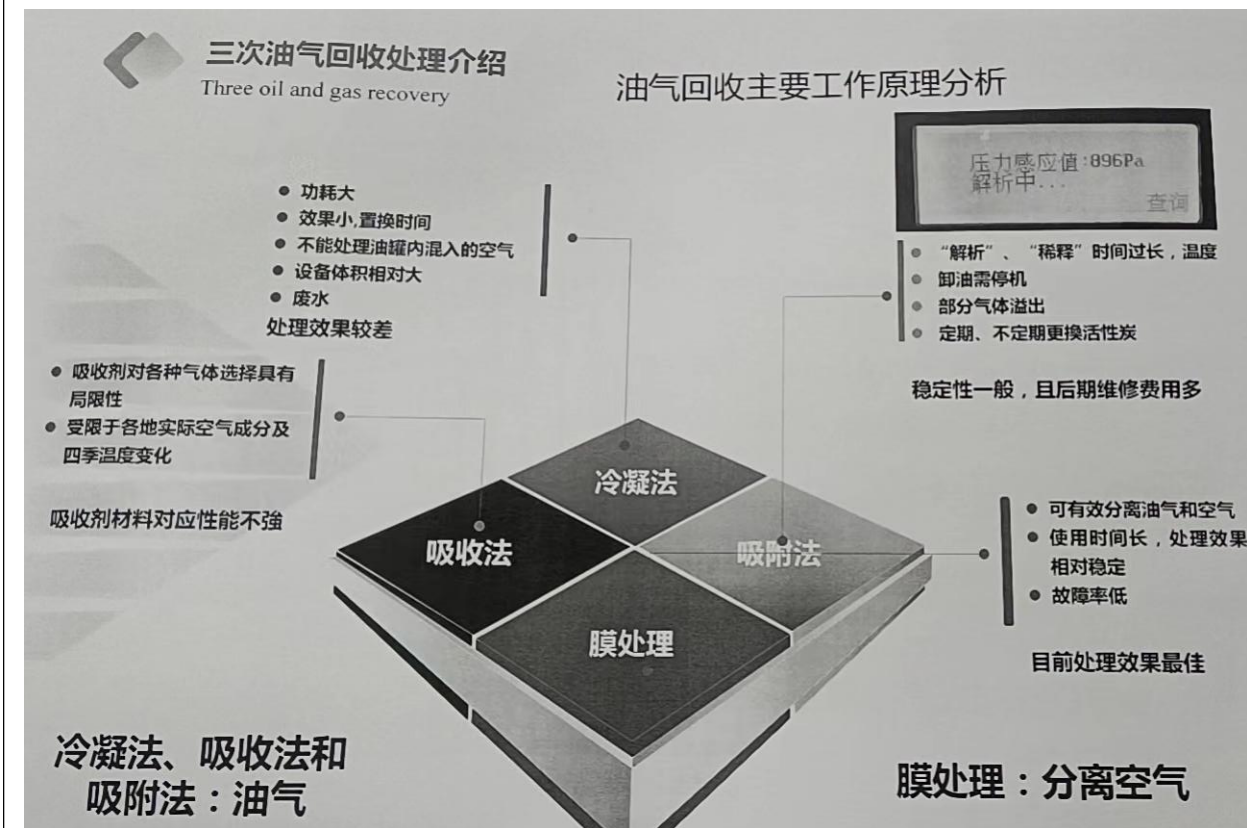 三次油气回收处理介绍
Three oil and gas recovery
油气回收主要工作原理分析
压力感应值:896Pa
解析中...
查询
功耗大
效果小,置换时间
不能处理油罐内混入的空气
设备体积相对大
废水
处理效果较差
“解析”、“稀释”时间过长，温度
卸油需停机
部分气体溢出
定期、不定期更换活性炭
稳定性一般，且后期维修费用多
吸收剂对各种气体选择具有
局限性
受限于各地实际空气成分及
四季温度变化
吸收剂材料对应性能不強
冷凝法
吸收法
吸附法
膜处理
可有效分离油气和空气
使用时间长，处理效果
相对稳定
故障率低
目前处理效果最佳
冷凝法、吸收法和
吸附法：油气
膜处理：分离空气